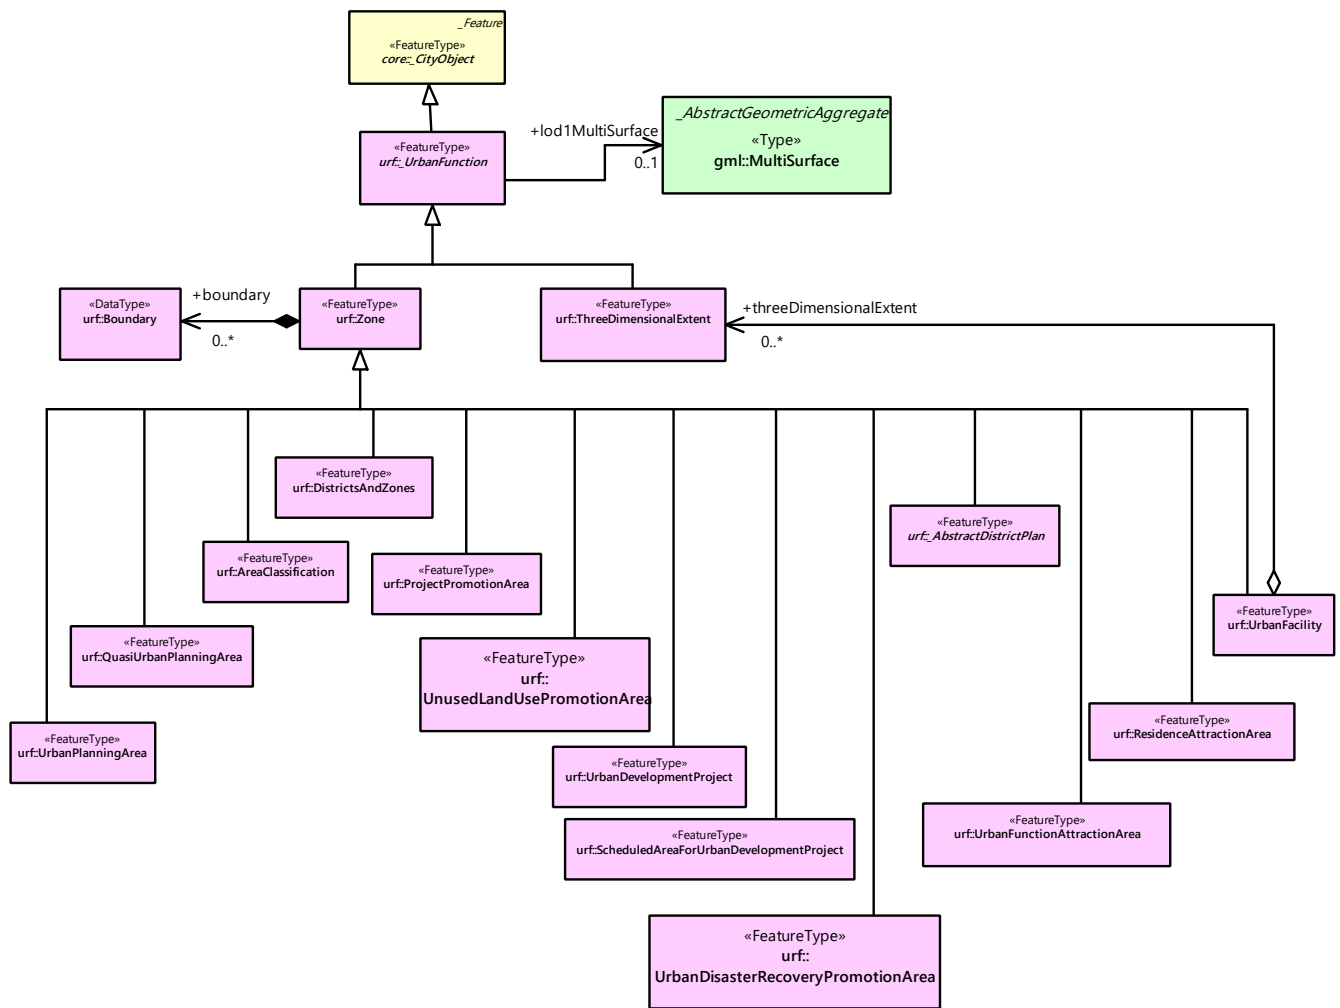 _Feature
«FeatureType»
core::_CityObject
«FeatureType»
urf::_UrbanFunction
+lod1MultiSurface
0..1
_AbstractGeometricAggregate
«Type»
gml::MultiSurface
«DataType»
urf::Boundary
+boundary
0..*
«FeatureType»
urf::Zone
«FeatureType»
urf::ThreeDimensionalExtent
+threeDimensionalExtent
0..*
«FeatureType»
urf::DistrictsAndZones
«FeatureType»
urf::_AbstractDistrictPlan
«FeatureType»
urf::AreaClassification
«FeatureType»
urf::ProjectPromotionArea
«FeatureType»
urf::UrbanFacility
«FeatureType»
urf::QuasiUrbanPlanningArea
«FeatureType»
urf::
UnusedLandUsePromotionArea
«FeatureType»
urf::ResidenceAttractionArea
«FeatureType»
urf::UrbanPlanningArea
«FeatureType»
urf::UrbanDevelopmentProject
«FeatureType»
urf::UrbanFunctionAttractionArea
«FeatureType»
urf::ScheduledAreaForUrbanDevelopmentProject
«FeatureType»
urf::
UrbanDisasterRecoveryPromotionArea